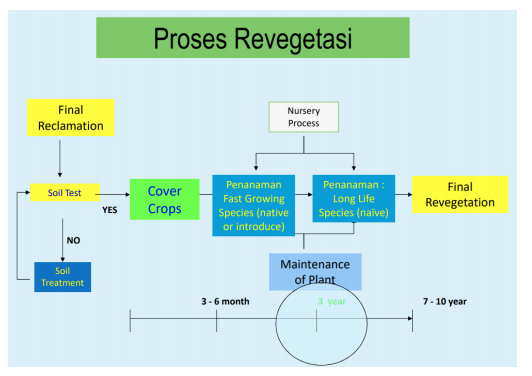 Proses Revegetasi
Final
Reclamation
Nursery
Process
Soil Test
YES
Cover
Crops
Penanaman
Fast Growing
Species (native
or introduce)
Penanaman :
Long Life
Species (naive)
Final
Revegetation
NO
Soil
Treatment
Maintenance
of Plant
3 - 6 month
3 year
7 - 10 year